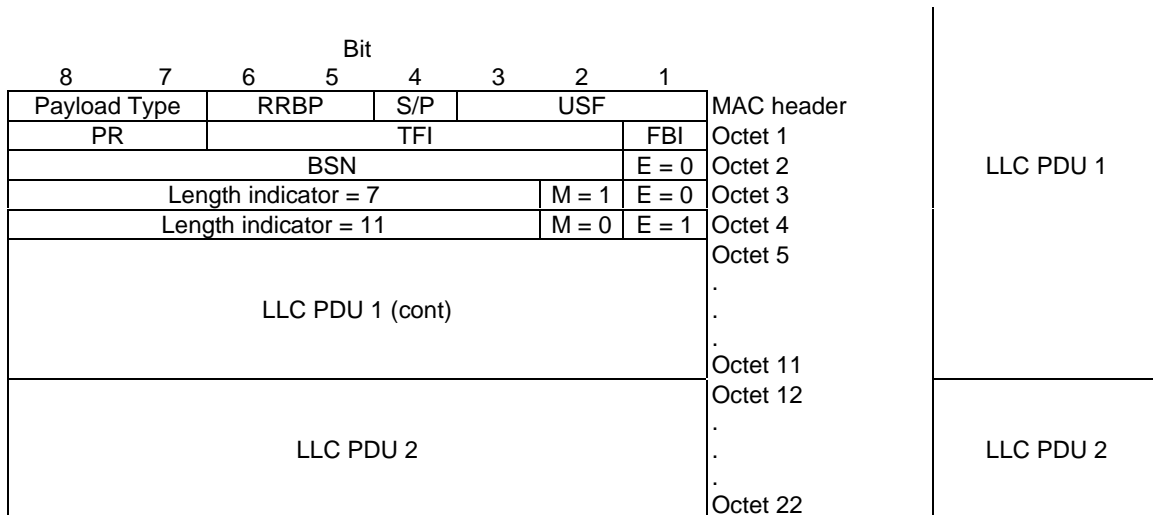 Bit
8 7 6 5 4 3 2 1
Payload Type RRBP S/P USF MAC header
PR TFI FBI Octet 1
BSN E = 0 Octet 2 LLC PDU 1
Length indicator = 7 M = 1 E = 0 Octet 3
Length indicator = 11 M = 0 E = 1 Octet 4
Octet 5
.
LLC PDU 1 (cont) .
.
Octet 11
Octet 12
.
LLC PDU 2 . LLC PDU 2
.
Octet 22